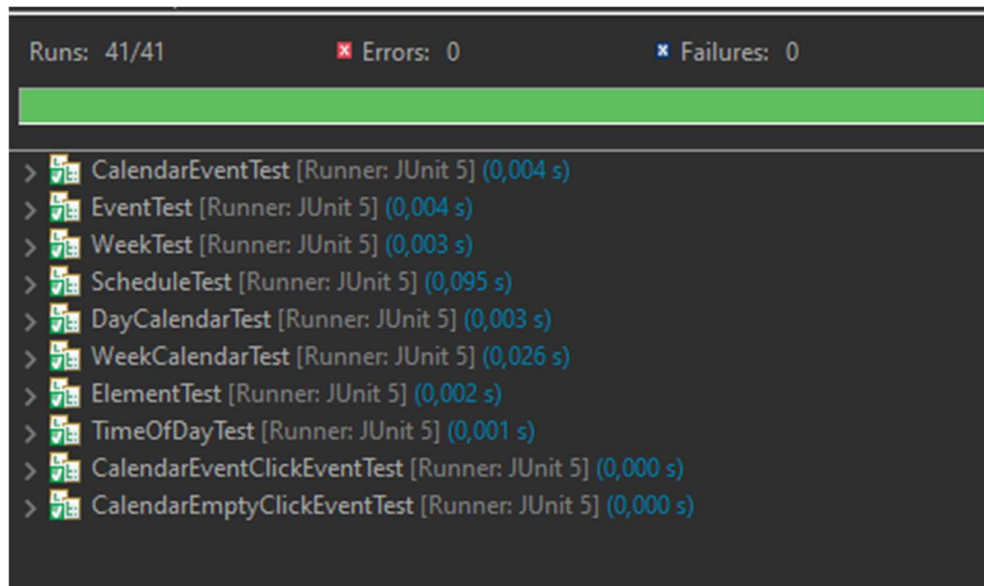 Runs: 41/41 Errors: 0 Failures: 0
CalendarEventTest [Runner: JUnit 5] (0,004 s)
EventTest [Runner: JUnit 5] (0,004 s)
WeekTest [Runner: JUnit 5] (0,003 s)
ScheduleTest [Runner: JUnit 5] (0,095 s)
DayCalendarTest [Runner: JUnit 5] (0,003 s)
WeekCalendarTest [Runner: JUnit 5] (0,026 s)
ElementTest [Runner: JUnit 5] (0,002 s)
TimeOfDayTest [Runner: JUnit 5] (0,001 s)
CalendarEventClickEventTest [Runner: JUnit 5] (0,000 s)
CalendarEmptyClickEventTest [Runner: JUnit 5] (0,000 s)